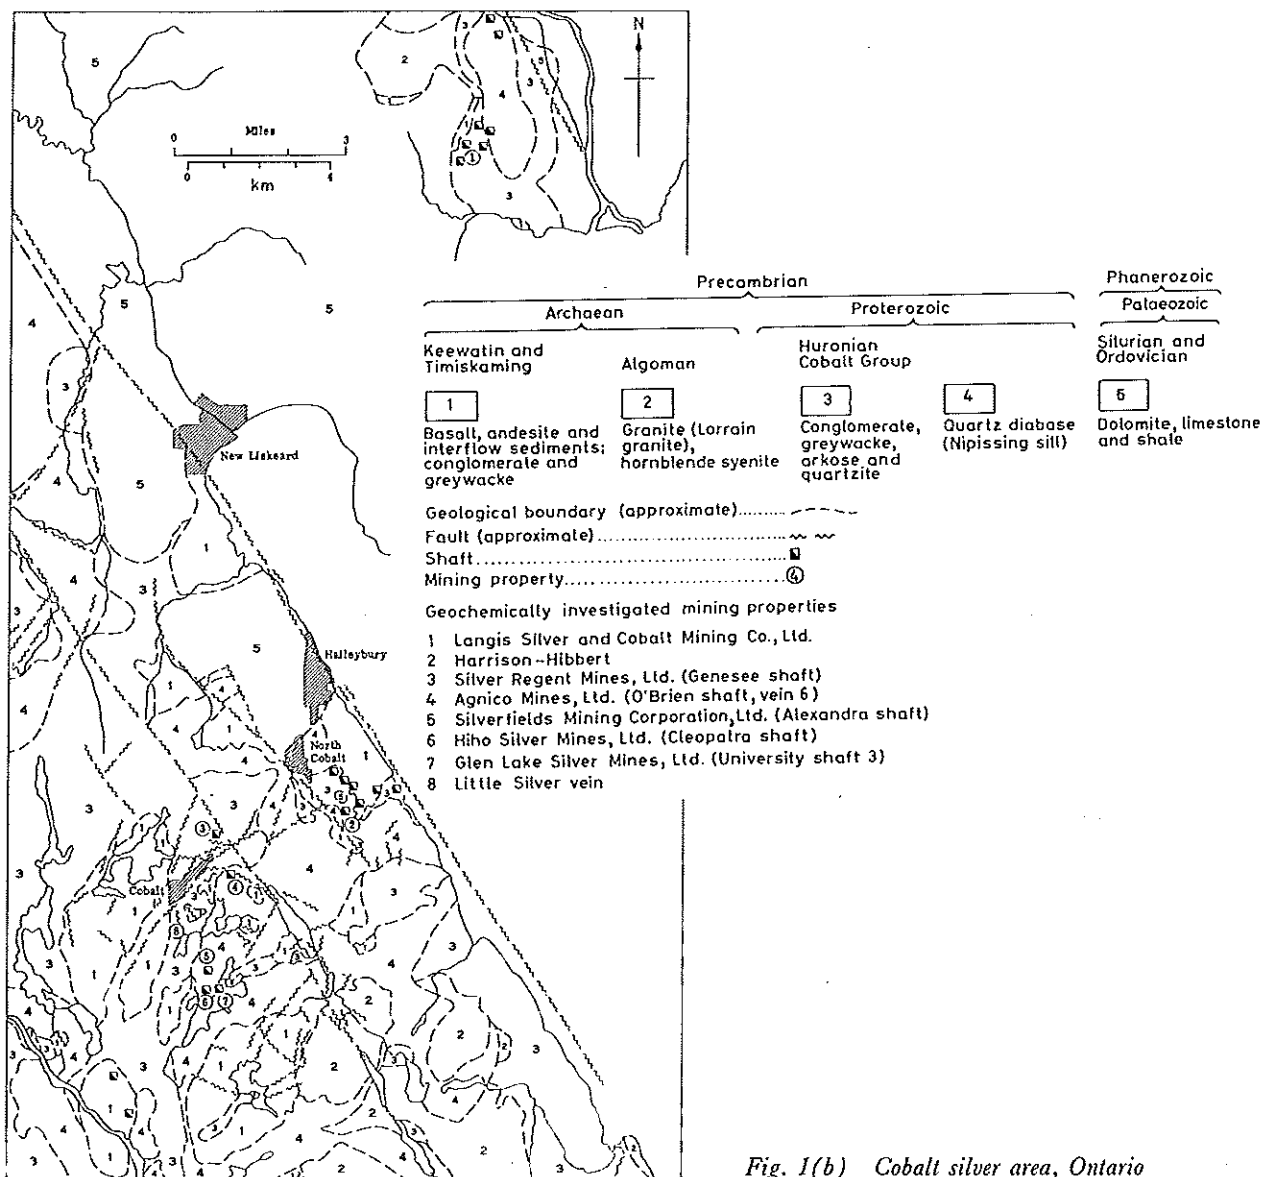 N
Miles
0 3
0 4
km
Precambrian
Phanerozoic
Archaean
Proterozoic
Palaeozoic
Keewatin and
Timiskaming
Algoman
Huronian
Cobalt Group
Silurian and
Ordovician
1
2
3
4
5
Basalt, andesite and
interflow sediments;
conglomerate and
greywacke
Granite (Lorrain
granite),
hornblende syenite
Conglomerate,
greywacke,
arkose and
quartzite
Quartz diabase
(Nipissing sill)
Dolomite, limestone
and shale
Geological boundary (approximate)
Fault (approximate)
Shaft
Mining property 4
Geochemically investigated mining properties
1 Langis Silver and Cobalt Mining Co., Ltd.
2 Harrison-Hibbert
3 Silver Regent Mines, Ltd. (Genesee shaft)
4 Agnico Mines, Ltd. (O'Brien shaft, vein 6)
5 Silverfields Mining Corporation, Ltd. (Alexandra shaft)
6 Hiho Silver Mines, Ltd. (Cleopatra shaft)
7 Glen Lake Silver Mines, Ltd. (University shaft 3)
8 Little Silver vein
New Liskeard
Haileybury
North
Cobalt
Cobalt
Fig. 1(b) Cobalt silver area, Ontario